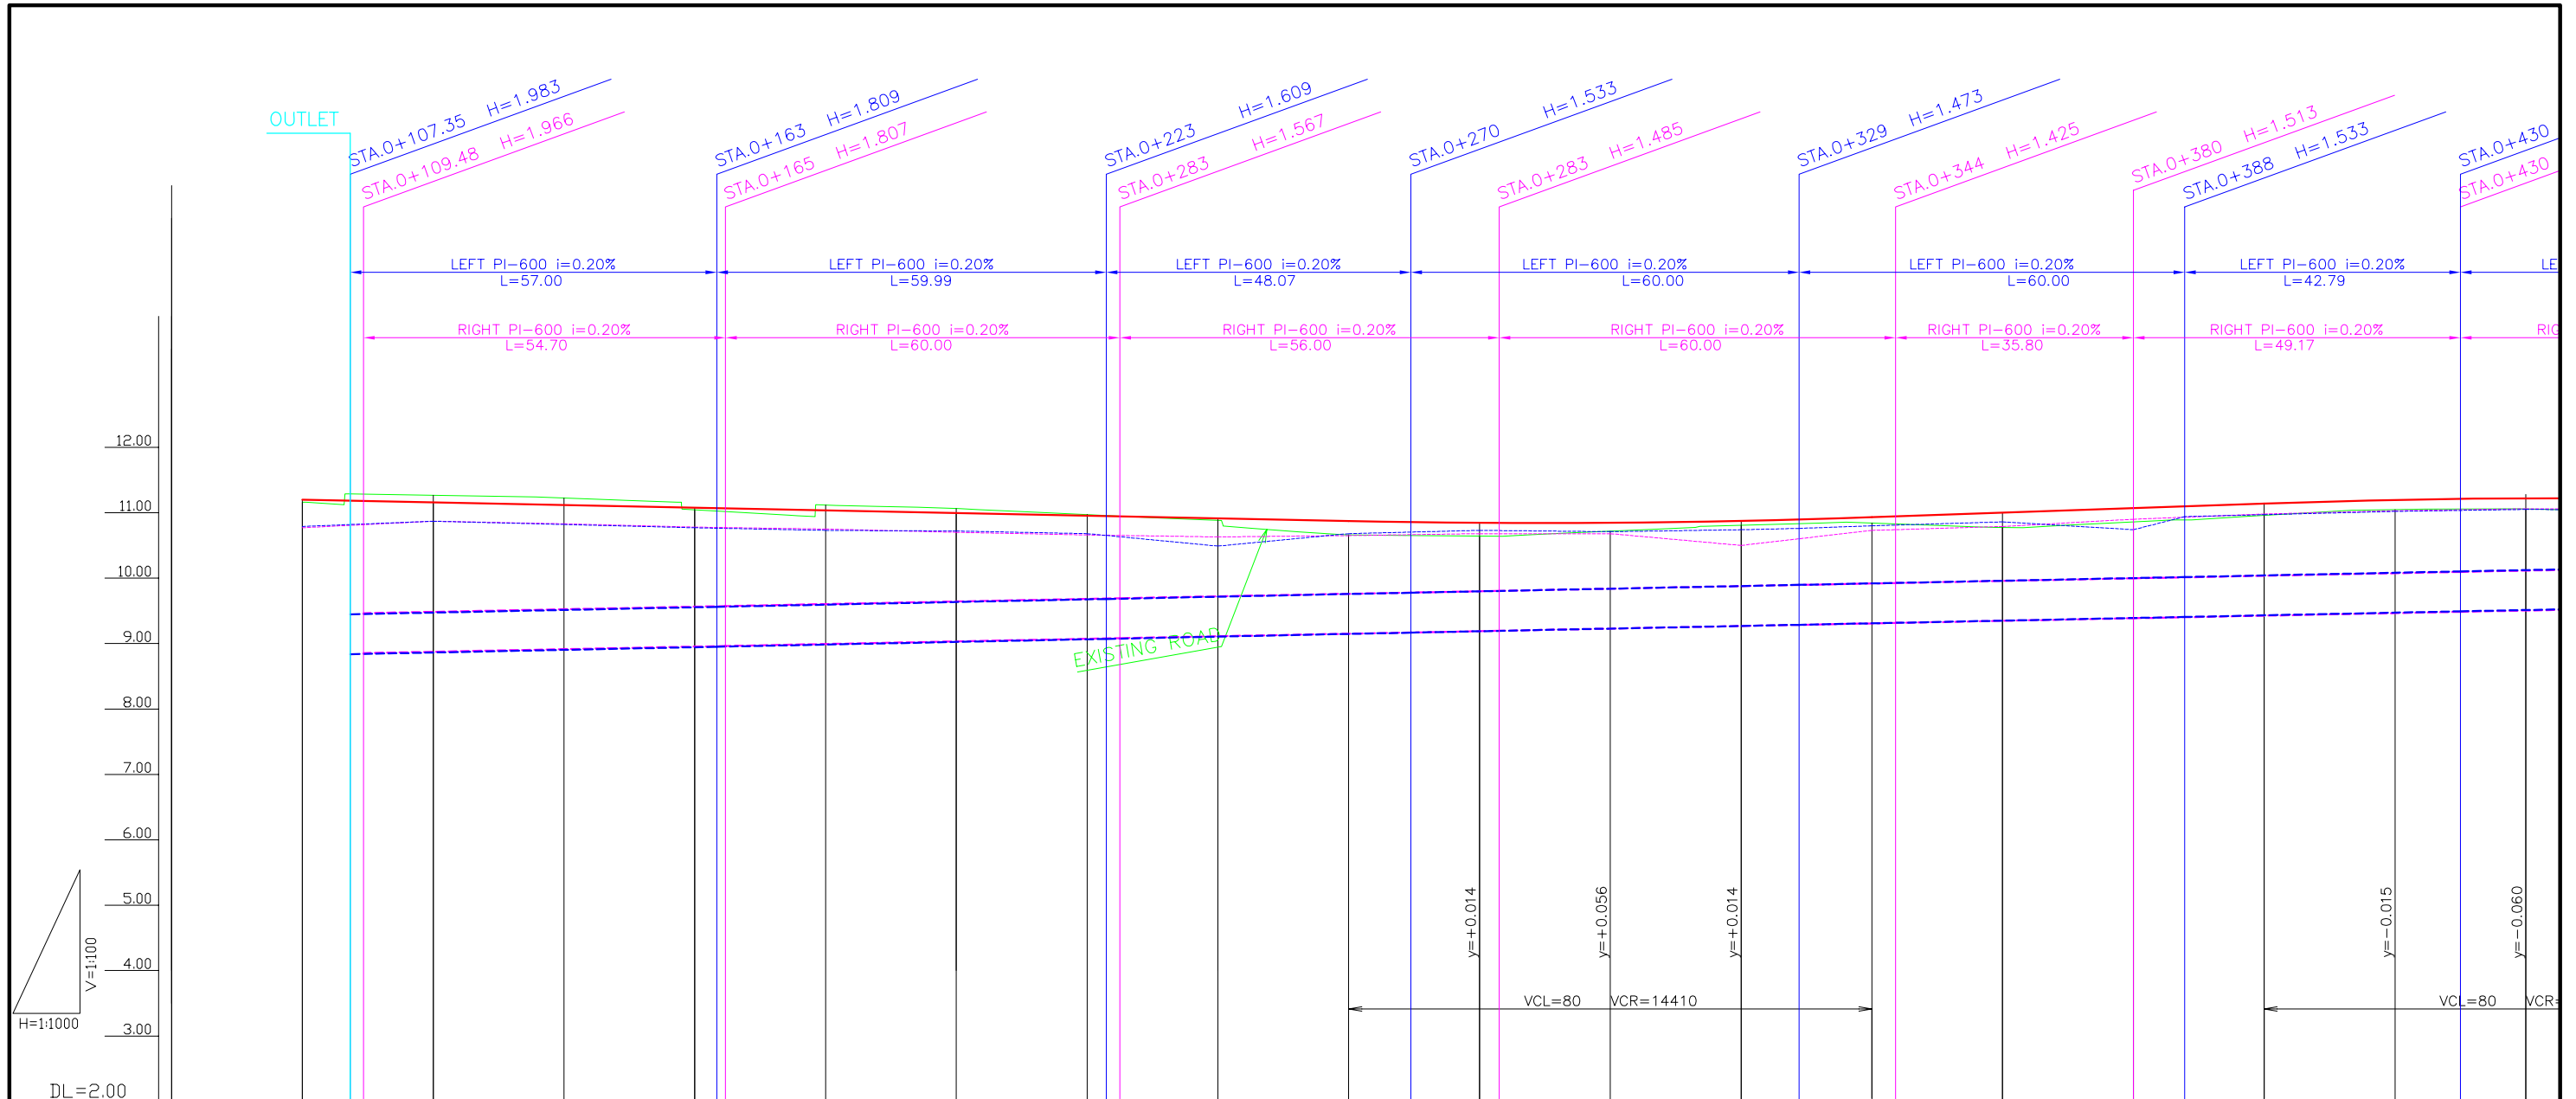 OUTLET
STA.0+107.35 H=1.983
STA.0+109.48 H=1.966
STA.0+163 H=1.809
STA.0+165 H=1.807
STA.0+223 H=1.609
STA.0+283 H=1.567
STA.0+270 H=1.533
STA.0+283 H=1.485
STA.0+329 H=1.473
STA.0+344 H=1.425
STA.0+380 H=1.513
STA.0+388 H=1.533
STA.0+430
STA.0+430
LEFT PI-600 i=0.20%
L=57.00
LEFT PI-600 i=0.20%
L=59.99
LEFT PI-600 i=0.20%
L=48.07
LEFT PI-600 i=0.20%
L=60.00
LEFT PI-600 i=0.20%
L=60.00
LEFT PI-600 i=0.20%
L=42.79
LE
RIGHT PI-600 i=0.20%
L=54.70
RIGHT PI-600 i=0.20%
L=60.00
RIGHT PI-600 i=0.20%
L=56.00
RIGHT PI-600 i=0.20%
L=60.00
RIGHT PI-600 i=0.20%
L=35.80
RIGHT PI-600 i=0.20%
L=49.17
RIG
12.00
11.00
10.00
9.00
8.00
7.00
6.00
5.00
4.00
3.00
DL=2.00
V=1:100
H=1:1000
EXISTING ROAD
y=+0.014
y=+0.056
y=+0.014
y=-0.015
y=-0.060
VCL=80 VCR=14410
VCL=80 VCR=